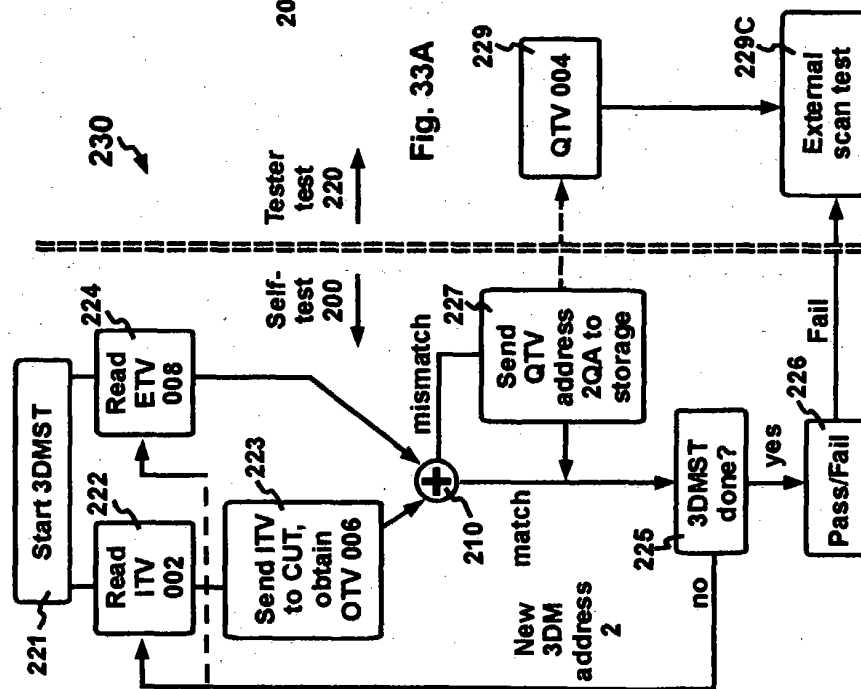 230
20
Start 3DMST
221
222
Read
ITV
002
224
Read
ETV
008
Self-
test
200
Tester
test
220
Fig. 33A
223
Send ITV
to CUT,
obtain
OTV 006
mismatch
227
Send
QTV
address
2QA to
storage
229
QTV 004
210
match
New
3DM
address
2
225
3DMST
done?
no
yes
226
Pass/Fail
Fail
229C
External
scan test